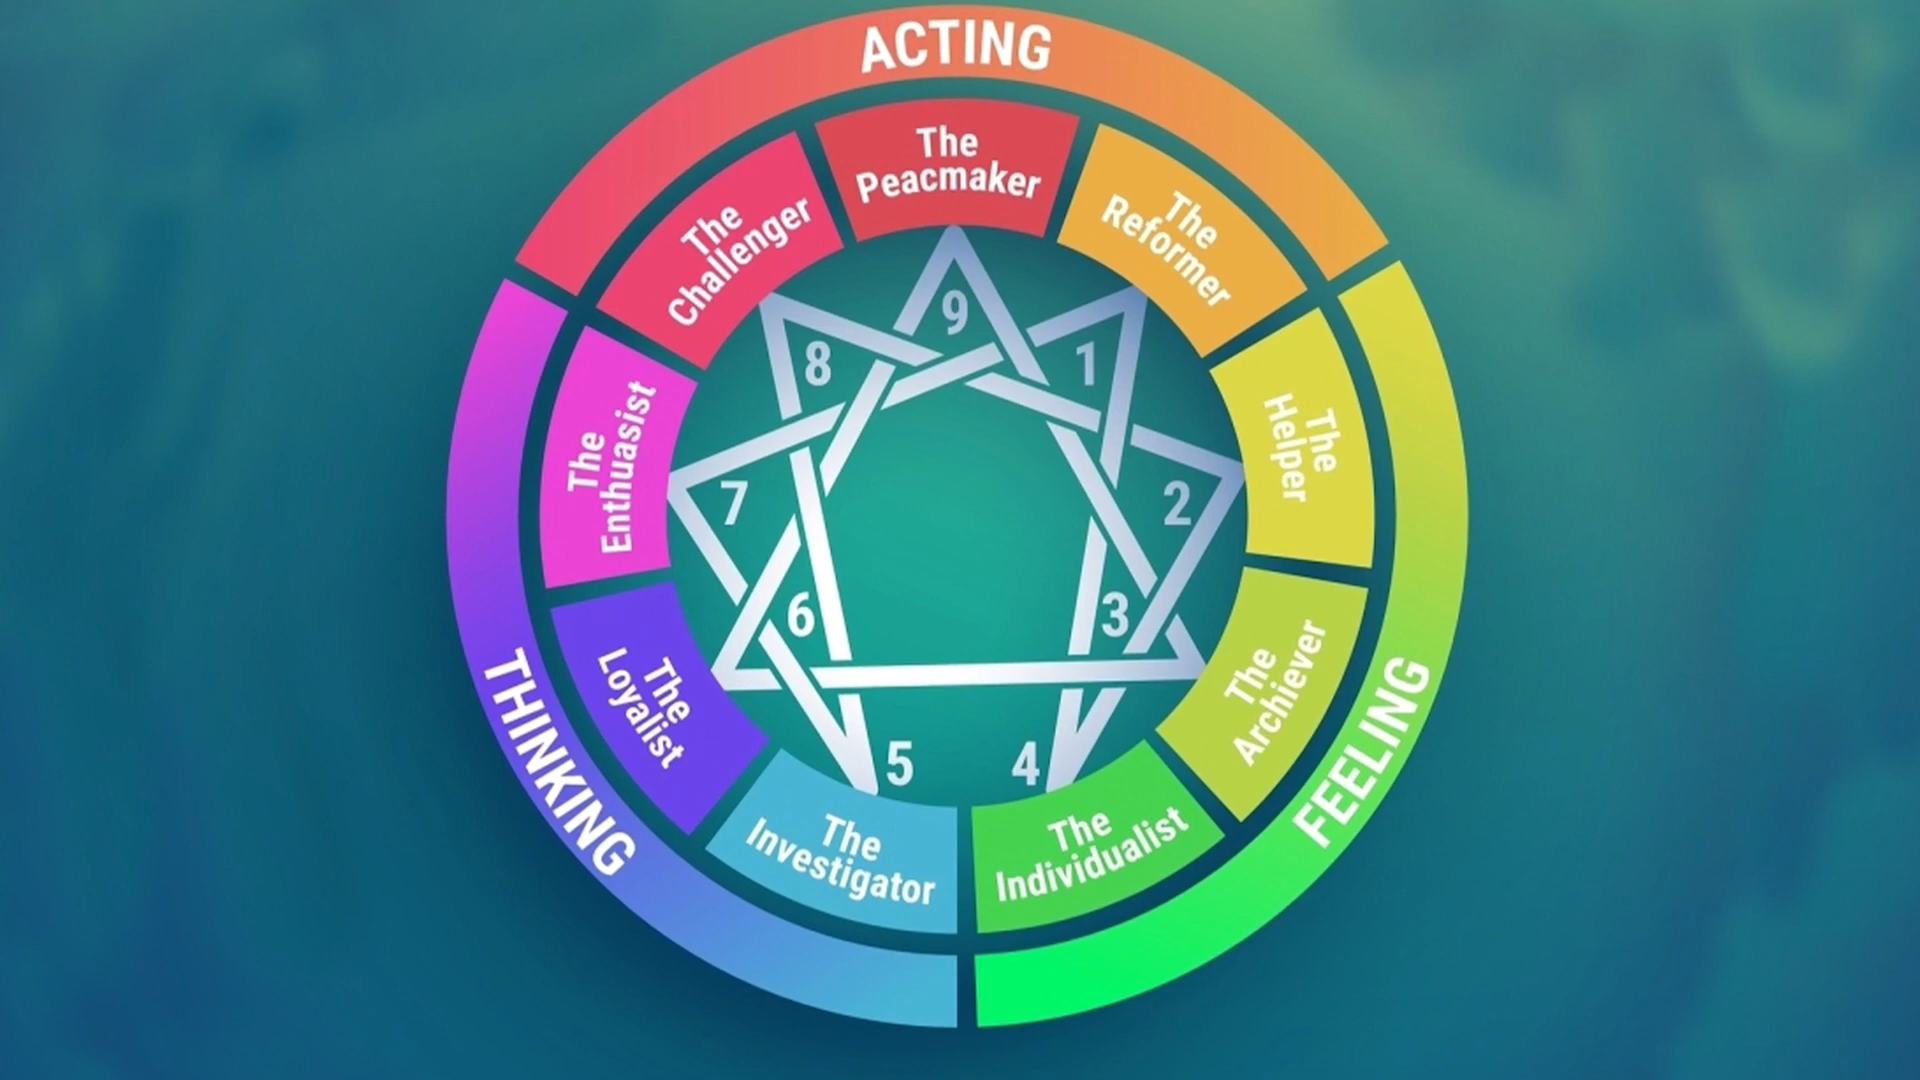 ACTING
The
Peacmaker
The
Reformer
The
Helper
The
Archiever
The
Individualist
The
Investigator
The
Loyalist
The
Enthuasist
The
Challenger
FEELING
THINKING
9
1
2
3
4
5
6
7
8